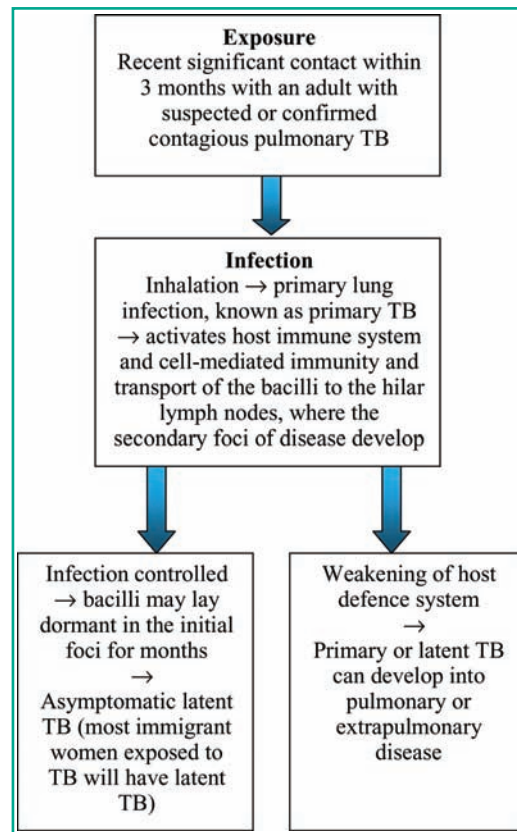 Exposure
Recent significant contact within
3 months with an adult with
suspected or confirmed
contagious pulmonary TB
Infection
Inhalation → primary lung
infection, known as primary TB
→ activates host immune system
and cell-mediated immunity and
transport of the bacilli to the hilar
lymph nodes, where the
secondary foci of disease develop
Infection controlled
→ bacilli may lay
dormant in the initial
foci for months
→
Asymptomatic latent
TB (most immigrant
women exposed to
TB will have latent
TB)
Weakening of host
defence system
→
Primary or latent TB
can develop into
pulmonary or
extrapulmonary
disease